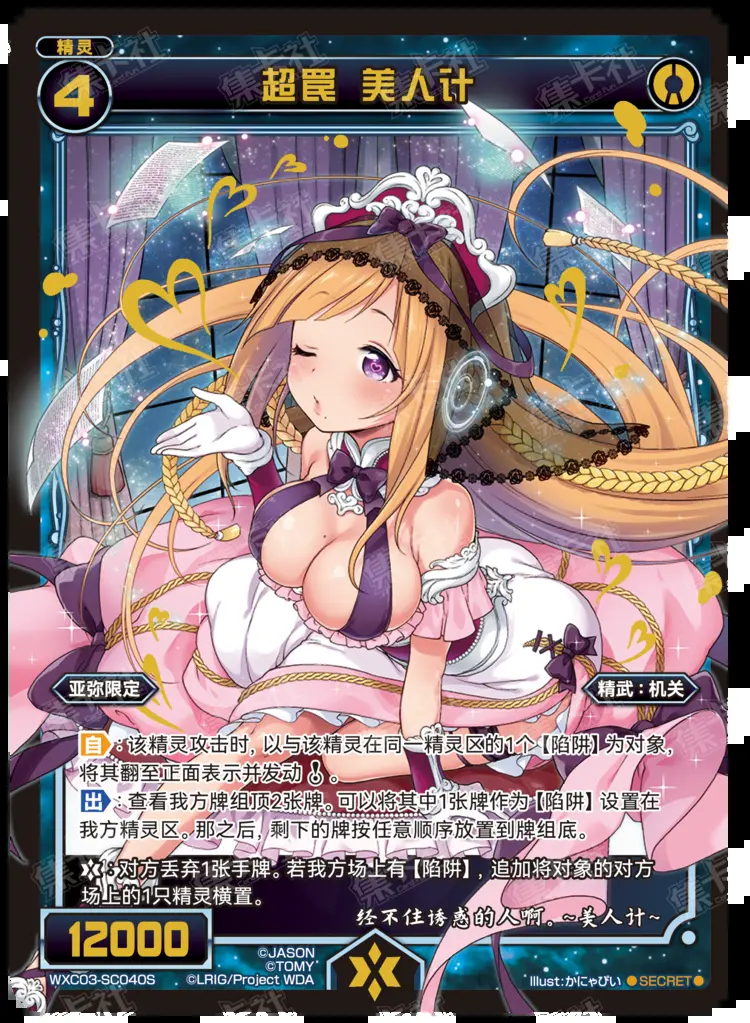 精灵
4
超罠 美人计
亚弥限定
精武：机关
自：该精灵攻击时，以与该精灵在同一精灵区的1个【陷阱】为对象，
将其翻至正面表示并发动。
出：查看我方牌组顶2张牌。可以将其中1张牌作为【陷阱】设置在
我方精灵区。那之后，剩下的牌按任意顺序放置到牌组底。
：对方丢弃1张手牌。若我方场上有【陷阱】，追加将对象的对方
场上的1只精灵横置。
经不住诱惑的人啊。~美人计~
12000
©JASON
©TOMY
WXC03-SC040S ©LRIG/Project WDA
Illust:かにゃぴい ●SECRET●
集卡社